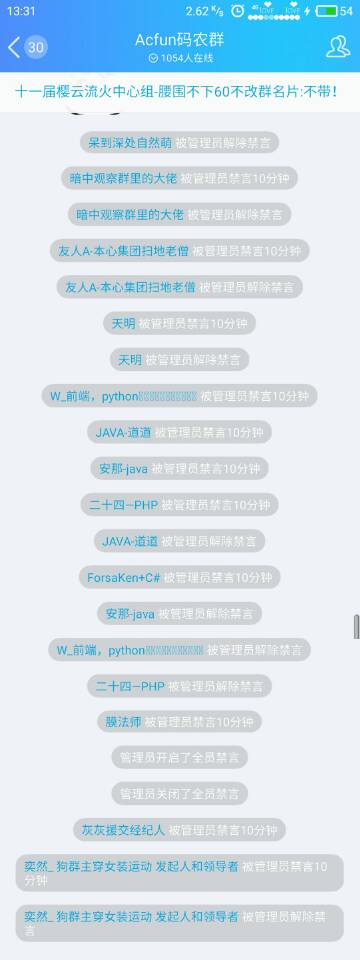 13:31
2.62 K/s
4G
LOVE
LOVE
54
30
Acfun码农群
1054人在线
十一届樱云流火中心组-腰围不下60不改群名片:不带!
呆到深处自然萌 被管理员解除禁言
暗中观察群里的大佬 被管理员禁言10分钟
暗中观察群里的大佬 被管理员解除禁言
友人A-本心集团扫地老僧 被管理员禁言10分钟
友人A-本心集团扫地老僧 被管理员解除禁言
天明 被管理员禁言10分钟
天明 被管理员解除禁言
W_前端，python 被管理员禁言10分钟
JAVA-道道 被管理员禁言10分钟
安那-java 被管理员禁言10分钟
二十四—PHP 被管理员禁言10分钟
JAVA-道道 被管理员解除禁言
ForsaKen+C# 被管理员禁言10分钟
安那-java 被管理员解除禁言
W_前端，python 被管理员解除禁言
二十四—PHP 被管理员解除禁言
膜法师 被管理员禁言10分钟
管理员开启了全员禁言
管理员关闭了全员禁言
灰灰援交经纪人 被管理员禁言10分钟
奕然_ 狗群主穿女装运动 发起人和领导者 被管理员禁言10
分钟
奕然_ 狗群主穿女装运动 发起人和领导者 被管理员解除禁
言